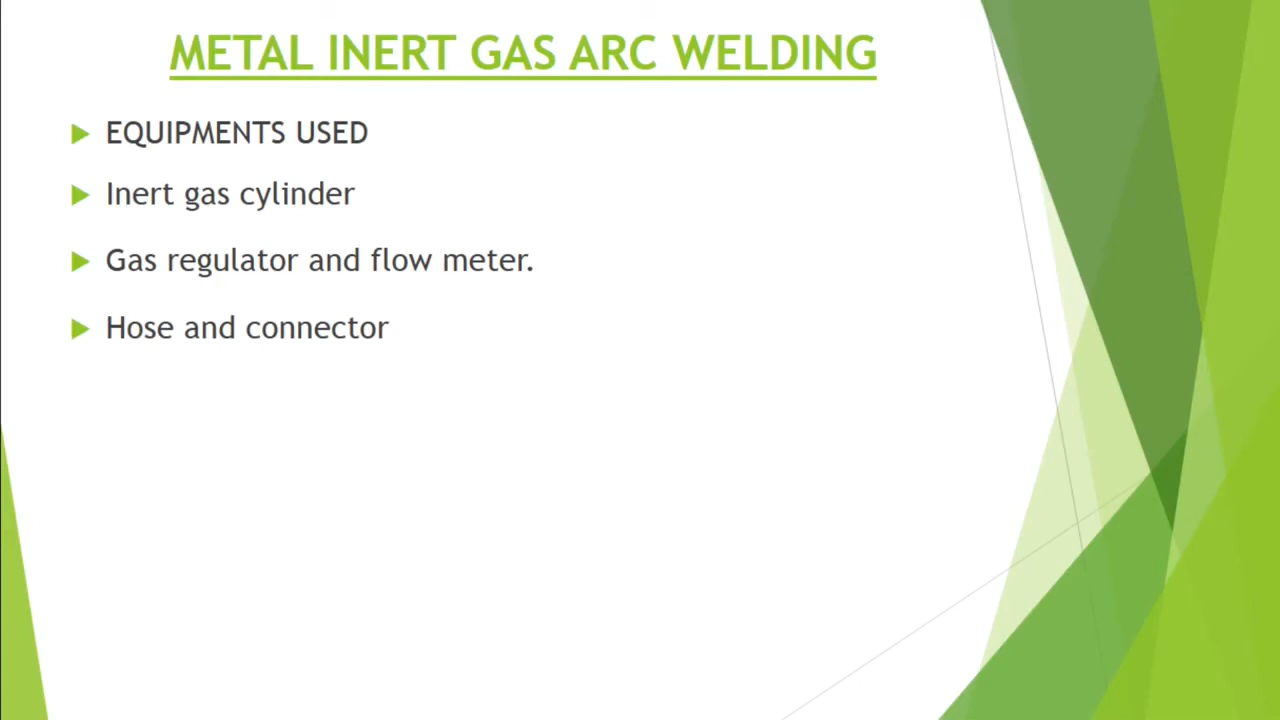 METAL INERT GAS ARC WELDING
EQUIPMENTS USED
Inert gas cylinder
Gas regulator and flow meter.
Hose and connector